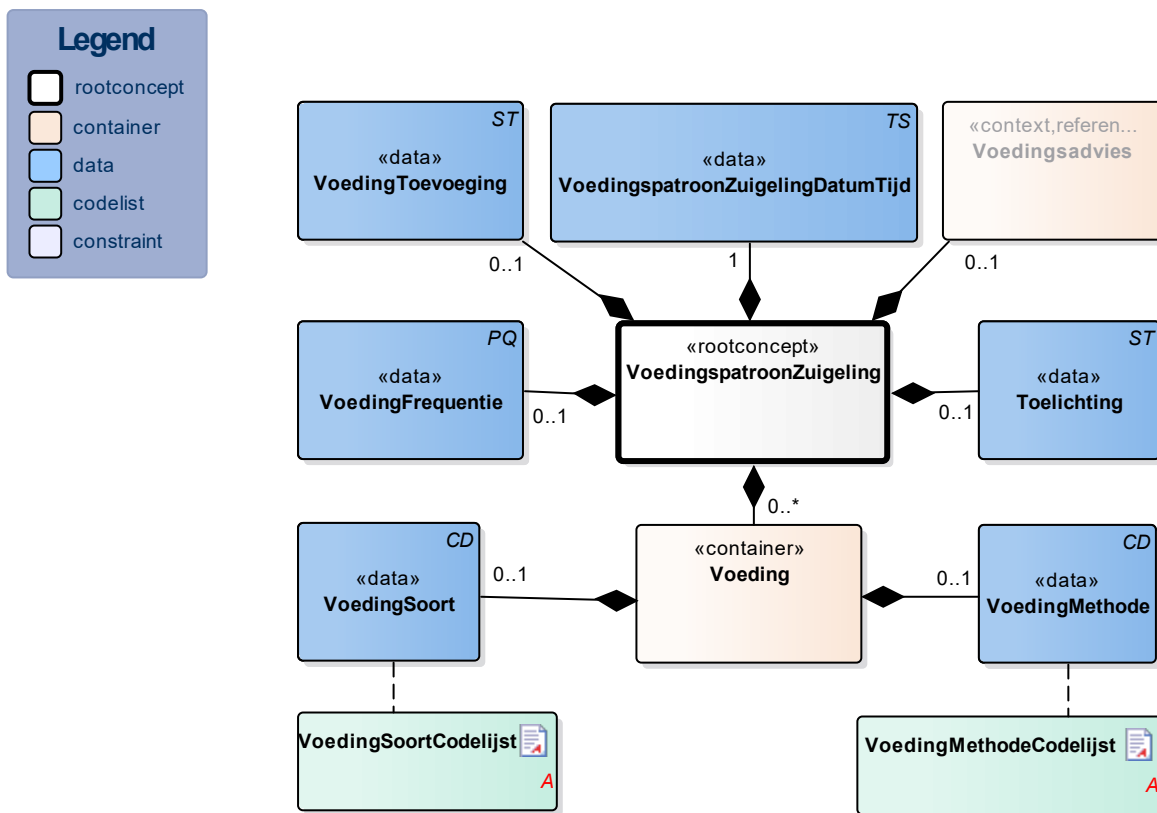 Legend
rootconcept
container
data
codelist
constraint
ST
«data»
VoedingToevoeging
TS
«data»
VoedingspatroonZuigelingDatumTijd
«context,referen...
Voedingsadvies
0..1
1
0..1
PQ
«data»
VoedingFrequentie
0..1
«rootconcept»
VoedingspatroonZuigeling
ST
«data»
Toelichting
0..1
0..*
CD
«data»
VoedingSoort
0..1
«container»
Voeding
0..1
CD
«data»
VoedingMethode
VoedingSoortCodelijst
A
VoedingMethodeCodelijst
A